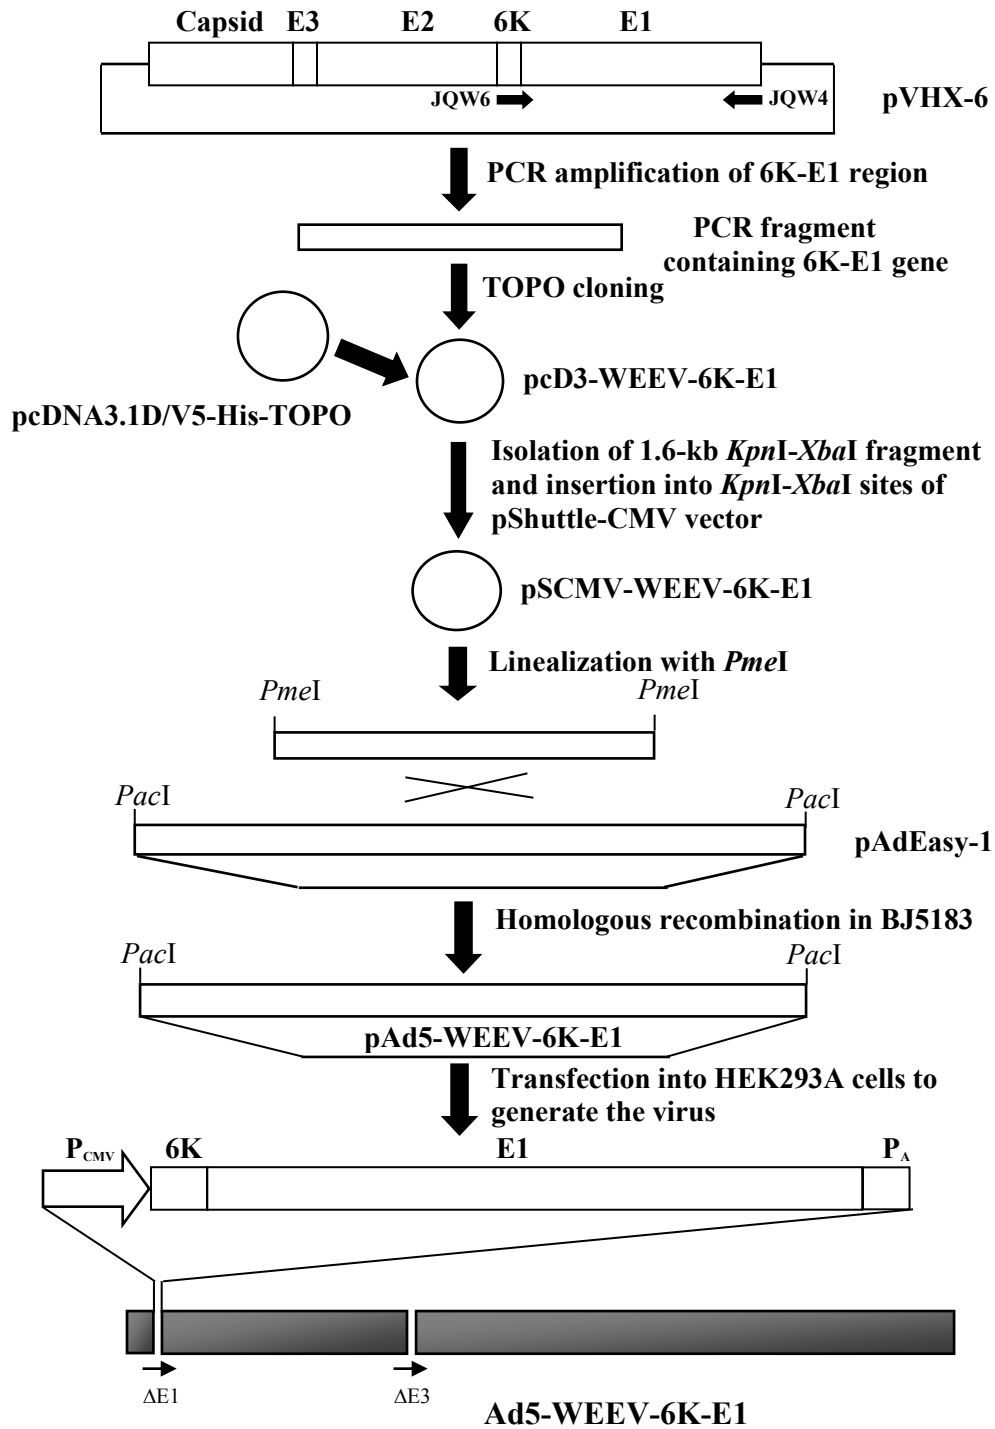 Capsid E3 E2 6K E1
JQW6 JQW4
pVHX-6
PCR amplification of 6K-E1 region
PCR fragment
containing 6K-E1 gene
TOPO cloning
pcD3-WEEV-6K-E1
pcDNA3.1D/V5-His-TOPO
Isolation of 1.6-kb KpnI-XbaI fragment
and insertion into KpnI-XbaI sites of
pShuttle-CMV vector
pSCMV-WEEV-6K-E1
Linealization with PmeI
PmeI PmeI
PacI PacI
pAdEasy-1
Homologous recombination in BJ5183
PacI PacI
pAd5-WEEV-6K-E1
Transfection into HEK293A cells to
generate the virus
PCMV 6K E1 PA
ΔE1 ΔE3
Ad5-WEEV-6K-E1